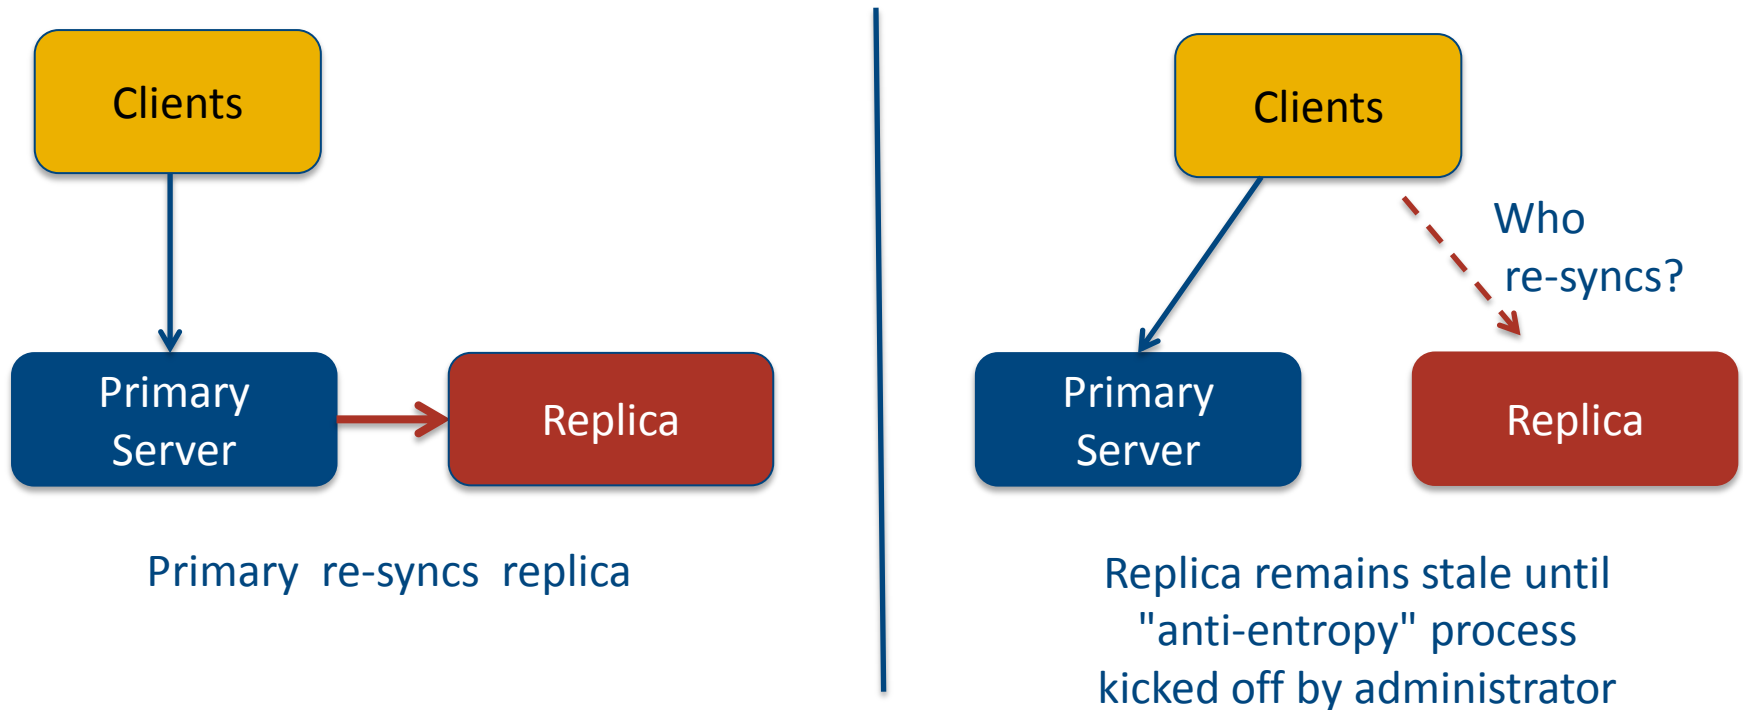 Clients
Primary
Server
Replica
Primary re-syncs replica
Clients
Who
re-syncs?
Primary
Server
Replica
Replica remains stale until
"anti-entropy" process
kicked off by administrator